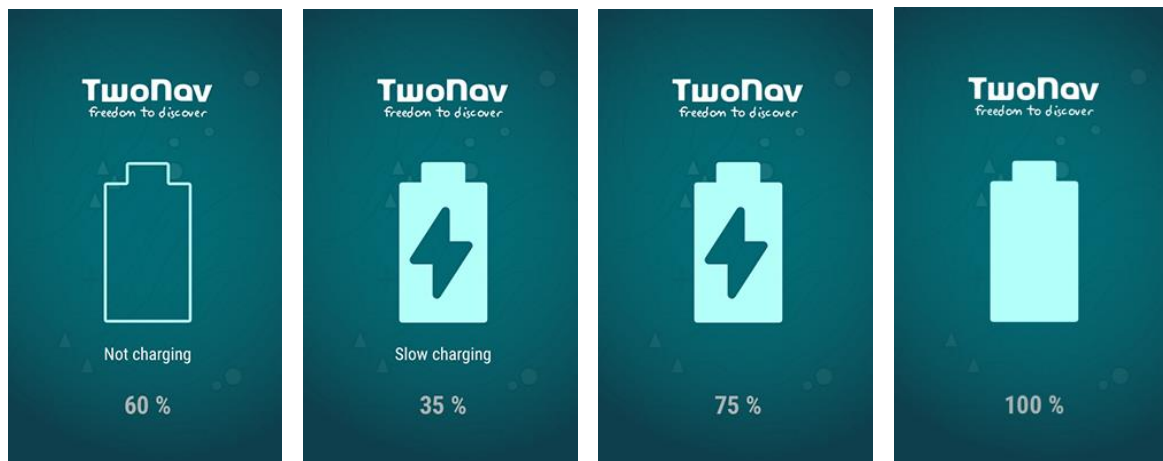 TwoNav
freedom to discover
Not charging
60 %
TwoNav
freedom to discover
Slow charging
35 %
TwoNav
freedom to discover
75 %
TwoNav
freedom to discover
100 %